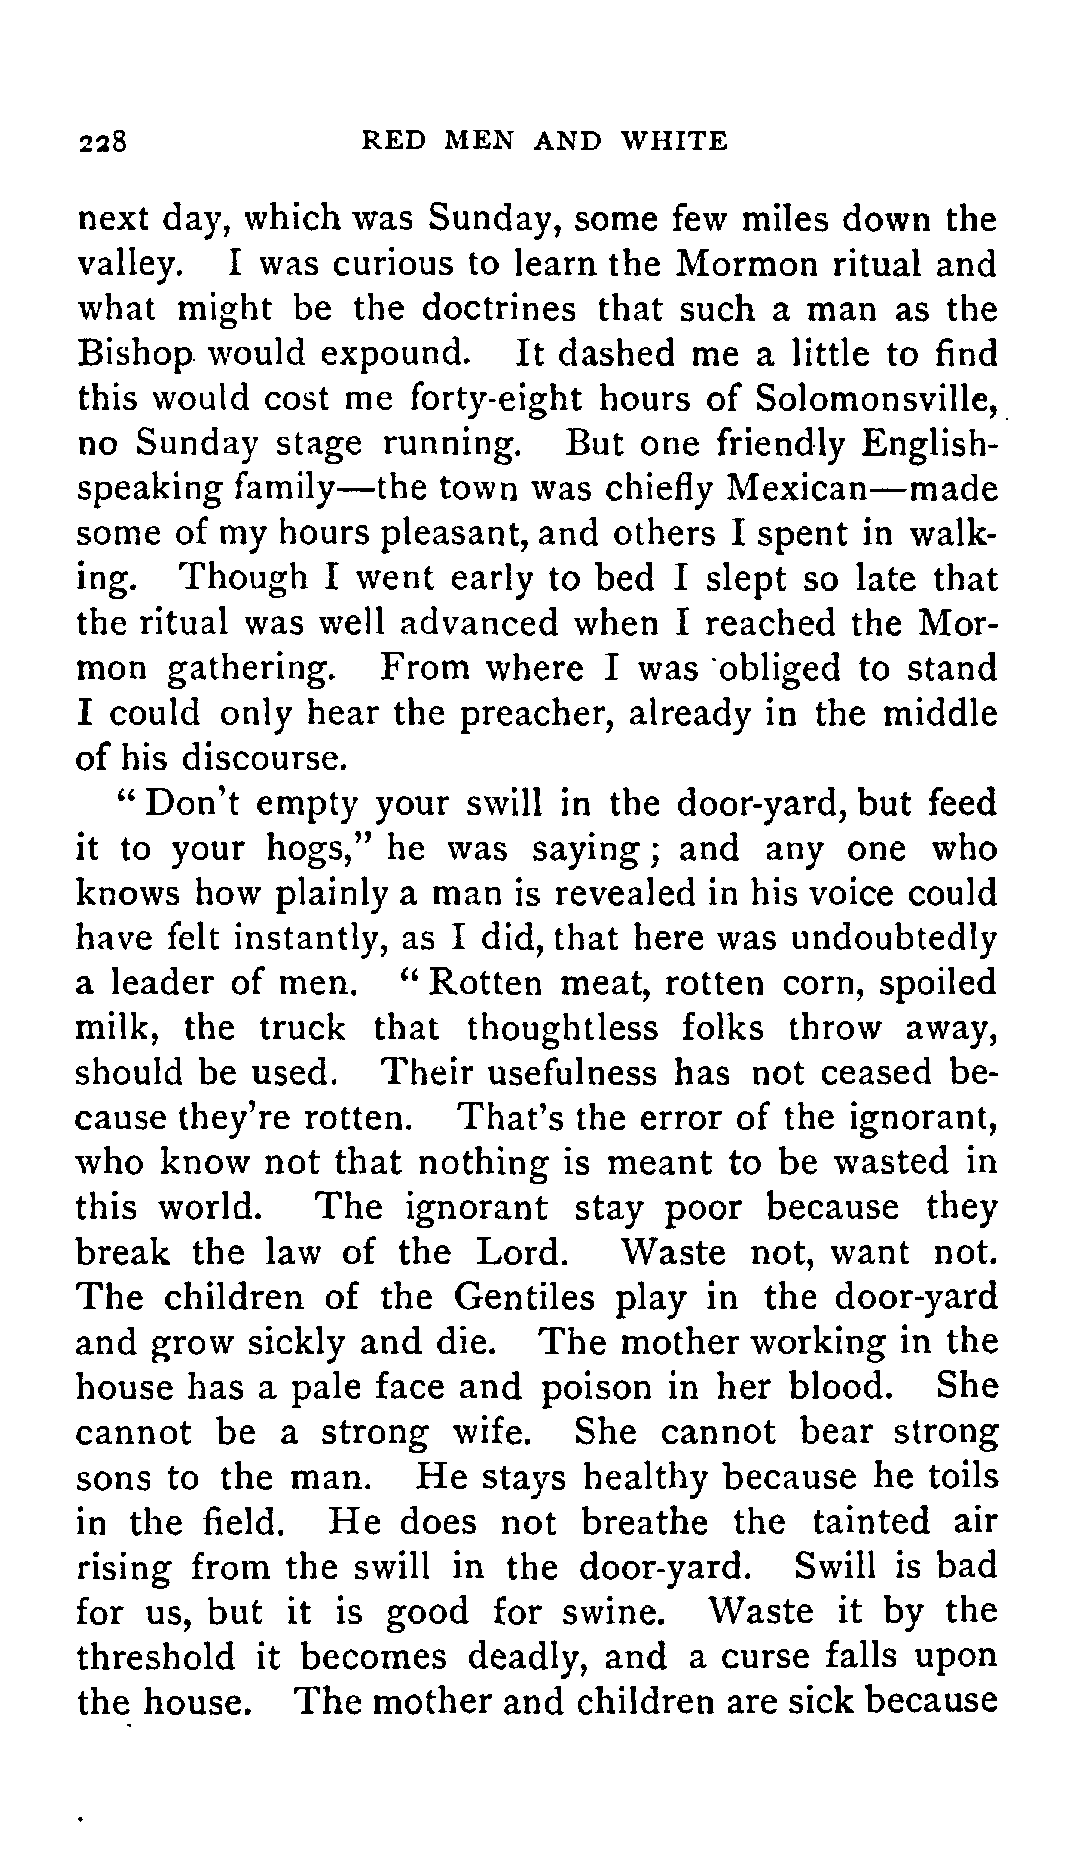 228 RED MEN AND WHITE
next day, which was Sunday, some few miles down the
valley. I was curious to learn the Mormon ritual and
what might be the doctrines that such a man as the
Bishop would expound. It dashed me a little to find
this would cost me forty-eight hours of Solomonsville,
no Sunday stage running. But one friendly English-
speaking family—the town was chiefly Mexican—made
some of my hours pleasant, and others I spent in walk-
ing. Though I went early to bed I slept so late that
the ritual was well advanced when I reached the Mor-
mon gathering. From where I was obliged to stand
I could only hear the preacher, already in the middle
of his discourse.
"Don't empty your swill in the door-yard, but feed
it to your hogs," he was saying; and any one who
knows how plainly a man is revealed in his voice could
have felt instantly, as I did, that here was undoubtedly
a leader of men. "Rotten meat, rotten corn, spoiled
milk, the truck that thoughtless folks throw away,
should be used. Their usefulness has not ceased be-
cause they're rotten. That's the error of the ignorant,
who know not that nothing is meant to be wasted in
this world. The ignorant stay poor because they
break the law of the Lord. Waste not, want not.
The children of the Gentiles play in the door-yard
and grow sickly and die. The mother working in the
house has a pale face and poison in her blood. She
cannot be a strong wife. She cannot bear strong
sons to the man. He stays healthy because he toils
in the field. He does not breathe the tainted air
rising from the swill in the door-yard. Swill is bad
for us, but it is good for swine. Waste it by the
threshold it becomes deadly, and a curse falls upon
the house. The mother and children are sick because